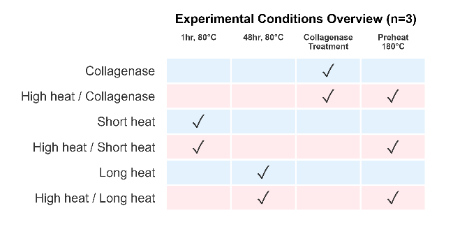 Experimental Conditions Overview (n=3)
1hr, 80°C 48hr, 80°C Collagenase Treatment Preheat 180°C
Collagenase ✓
High heat / Collagenase ✓ ✓
Short heat ✓
High heat / Short heat ✓ ✓
Long heat ✓
High heat / Long heat ✓ ✓